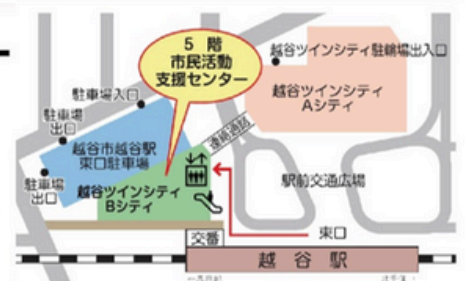 5 階
市民活動
支援センター
越谷ツインシティ駐輪場出入口
越谷ツインシティ
Aシティ
駐車場入口
駐車場
出口
越谷市越谷駅
東口駐車場
連絡通路
駐車場
出口
越谷ツインシティ
Bシティ
駅前交通広場
交番
東口
越谷駅